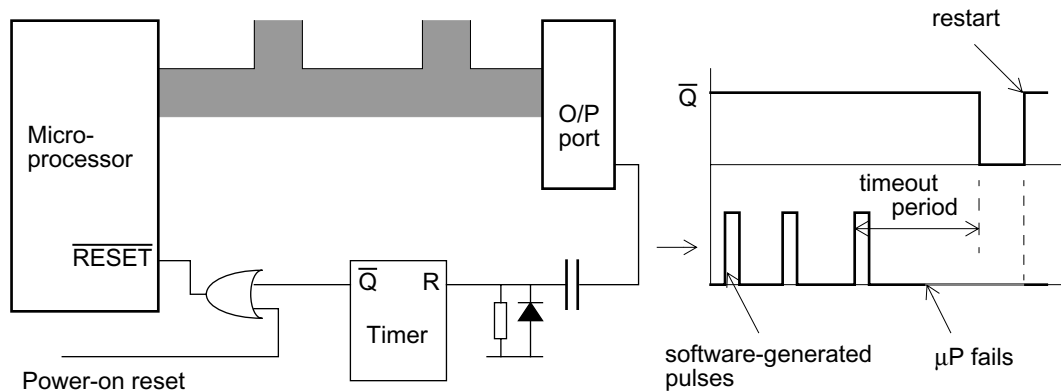 Micro-
processor
RESET
Power-on reset
O/P
port
Q
R
Timer
restart
Q
timeout
period
software-generated
pulses
μP fails